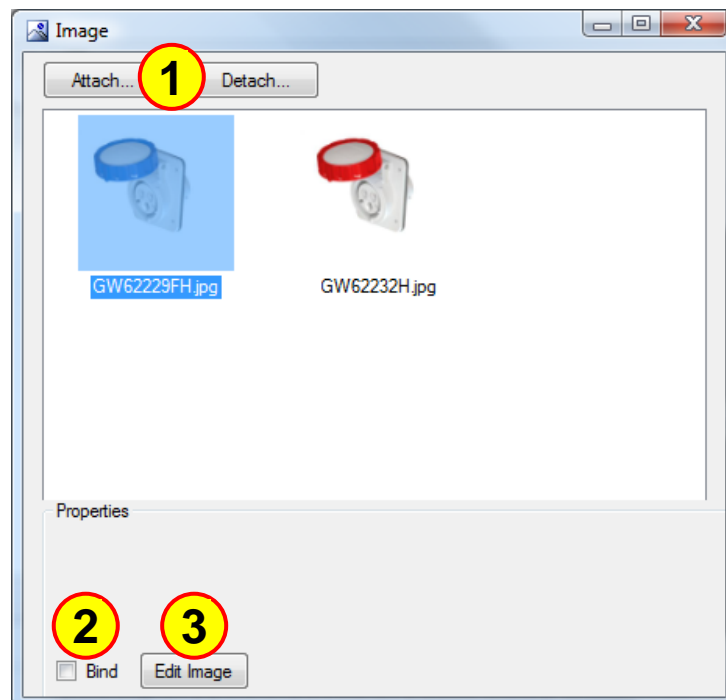 Image
Attach... 1 Detach...
GW62229FH.jpg GW62232H.jpg
Properties
2 3
Bind Edit Image